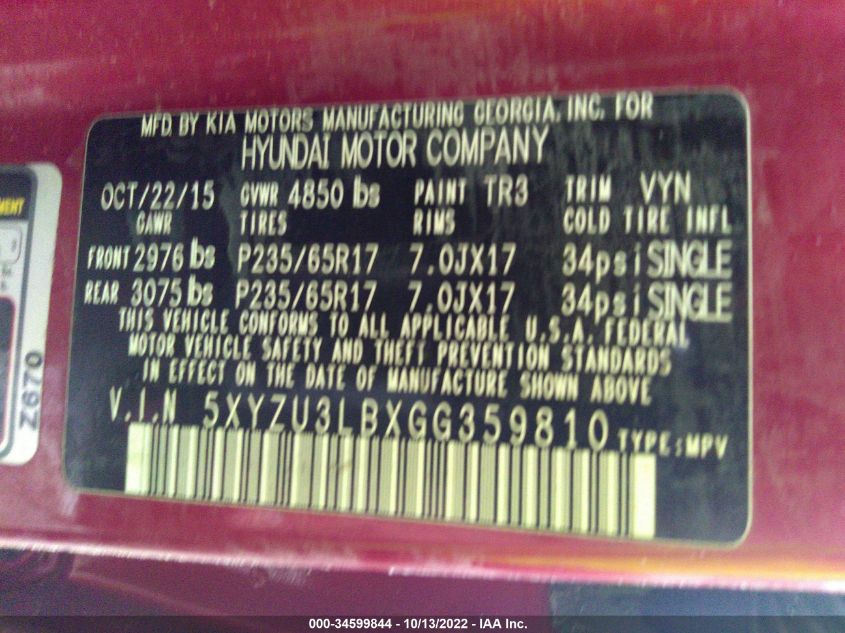 MFD BY KIA MOTORS MANUFACTURING GEORGIA, INC. FOR
HYUNDAI MOTOR COMPANY
OCT/22/15 GVWR 4850 lbs PAINT TR3 TRIM VYN
GAWR TIRES RIMS COLD TIRE INFL
FRONT 2976 lbs P235/65R17 7.0JX17 34psi SINGLE
REAR 3075 lbs P235/65R17 7.0JX17 34psi SINGLE
THIS VEHICLE CONFORMS TO ALL APPLICABLE U.S.A. FEDERAL
MOTOR VEHICLE SAFETY AND THEFT PREVENTION STANDARDS
IN EFFECT ON THE DATE OF MANUFACTURE SHOWN ABOVE
V.I.N 5XYZU3LBXGG359810 TYPE:MPV
Z670
000-34599844 - 10/13/2022 - IAA Inc.